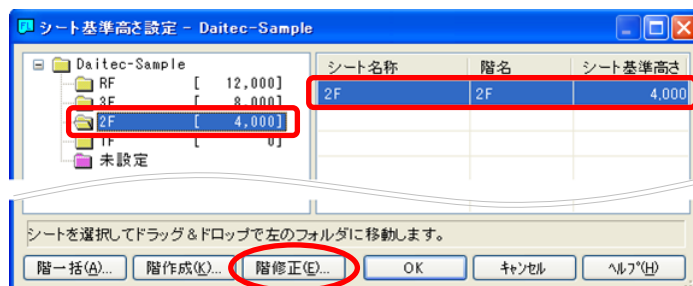 シート基準高さ設定 - Daitec-Sample
Daitec-Sample
RF [ 12,000]
3F [ 8,000]
2F [ 4,000]
1F [ 0]
未設定
シート名称 階名 シート基準高さ
2F 2F 4,000
シートを選択してドラッグ&ドロップで左のフォルダに移動します。
階一括(A)... 階作成(K)... 階修正(E)... OK キャンセル ヘルプ(H)